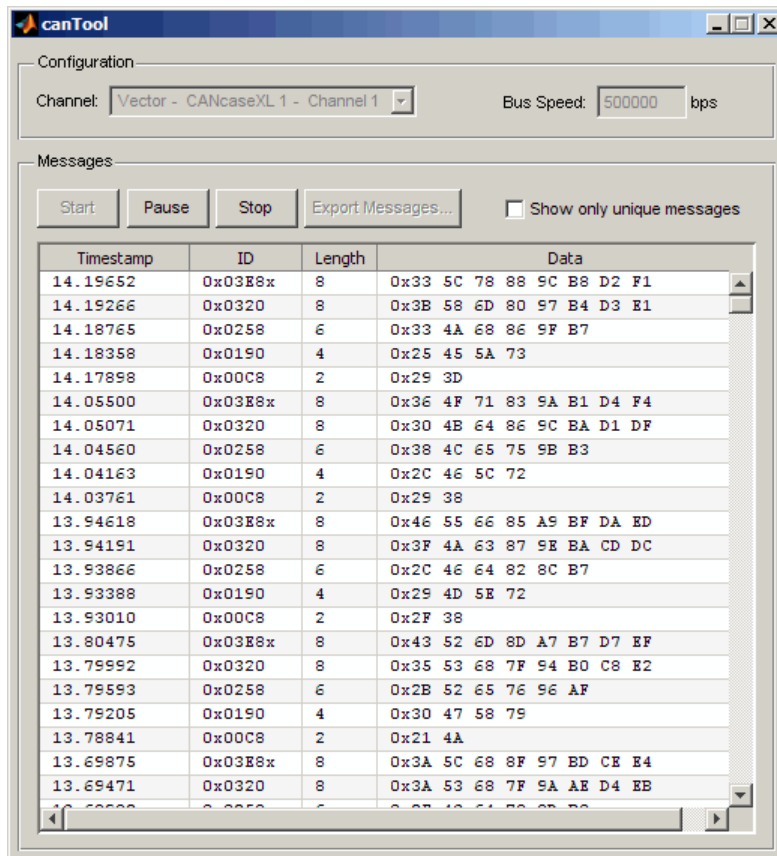 canTool
Configuration
Channel: Vector - CANcaseXL 1 - Channel 1 Bus Speed: 500000 bps
Messages
Start Pause Stop Export Messages... Show only unique messages
Timestamp ID Length Data
14.19652 0x03E8x 8 0x33 5C 78 88 9C B8 D2 F1
14.19266 0x0320 8 0x3B 58 6D 80 97 B4 D3 E1
14.18765 0x0258 6 0x33 4A 68 86 9F B7
14.18358 0x0190 4 0x25 45 5A 73
14.17898 0x00C8 2 0x29 3D
14.05500 0x03E8x 8 0x36 4F 71 83 9A B1 D4 F4
14.05071 0x0320 8 0x30 4B 64 86 9C BA D1 DF
14.04560 0x0258 6 0x38 4C 65 75 9B B3
14.04163 0x0190 4 0x2C 46 5C 72
14.03761 0x00C8 2 0x29 38
13.94618 0x03E8x 8 0x46 55 66 85 A9 BF DA ED
13.94191 0x0320 8 0x3F 4A 63 87 9E BA CD DC
13.93866 0x0258 6 0x2C 46 64 82 8C B7
13.93388 0x0190 4 0x29 4D 5E 72
13.93010 0x00C8 2 0x2F 38
13.80475 0x03E8x 8 0x43 52 6D 8D A7 B7 D7 EF
13.79992 0x0320 8 0x35 53 68 7F 94 B0 C8 E2
13.79593 0x0258 6 0x2B 52 65 76 96 AF
13.79205 0x0190 4 0x30 47 58 79
13.78841 0x00C8 2 0x21 4A
13.69875 0x03E8x 8 0x3A 5C 68 8F 97 BD CE E4
13.69471 0x0320 8 0x3A 53 68 7F 9A AE D4 EB